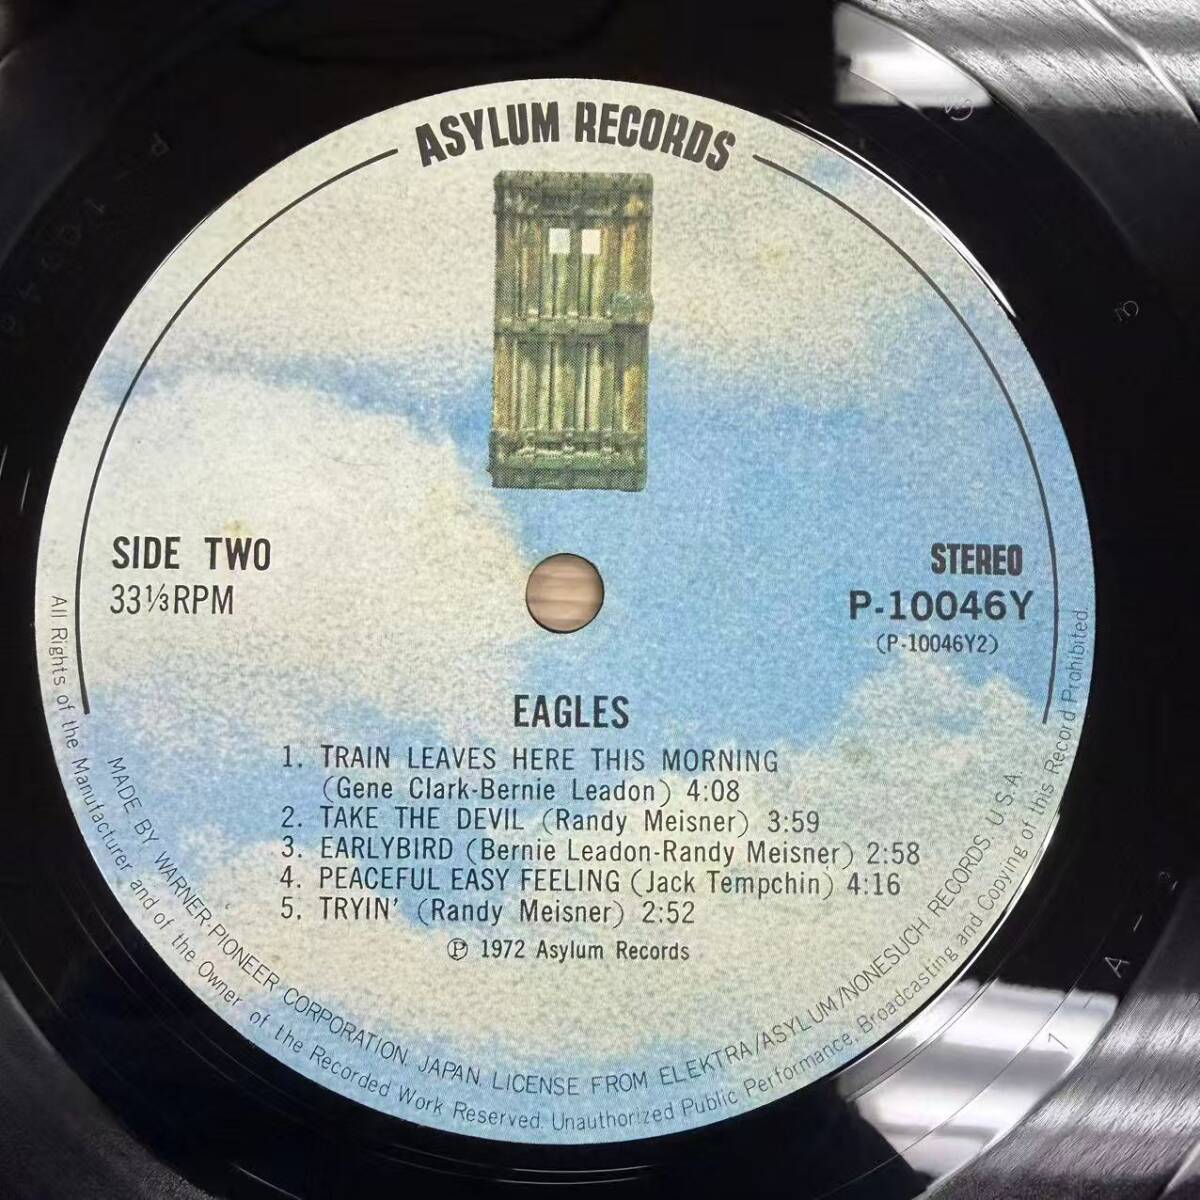 ASYLUM RECORDS
SIDE TWO
33 1/3 RPM
STEREO
P-10046Y
(P-10046Y2)
EAGLES
1. TRAIN LEAVES HERE THIS MORNING
(Gene Clark-Bernie Leadon) 4:08
2. TAKE THE DEVIL (Randy Meisner) 3:59
3. EARLYBIRD (Bernie Leadon-Randy Meisner) 2:58
4. PEACEFUL EASY FEELING (Jack Tempchin) 4:16
5. TRYIN' (Randy Meisner) 2:52
Ⓟ 1972 Asylum Records
MADE BY WARNER-PIONEER CORPORATION, JAPAN. LICENSE FROM ELEKTRA/ASYLUM/NONESUCH RECORDS. U.S.A.
All Rights of the Manufacturer and of the Owner of the Recorded Work Reserved. Unauthorized Public Performance, Broadcasting and Copying of this Record Prohibited.